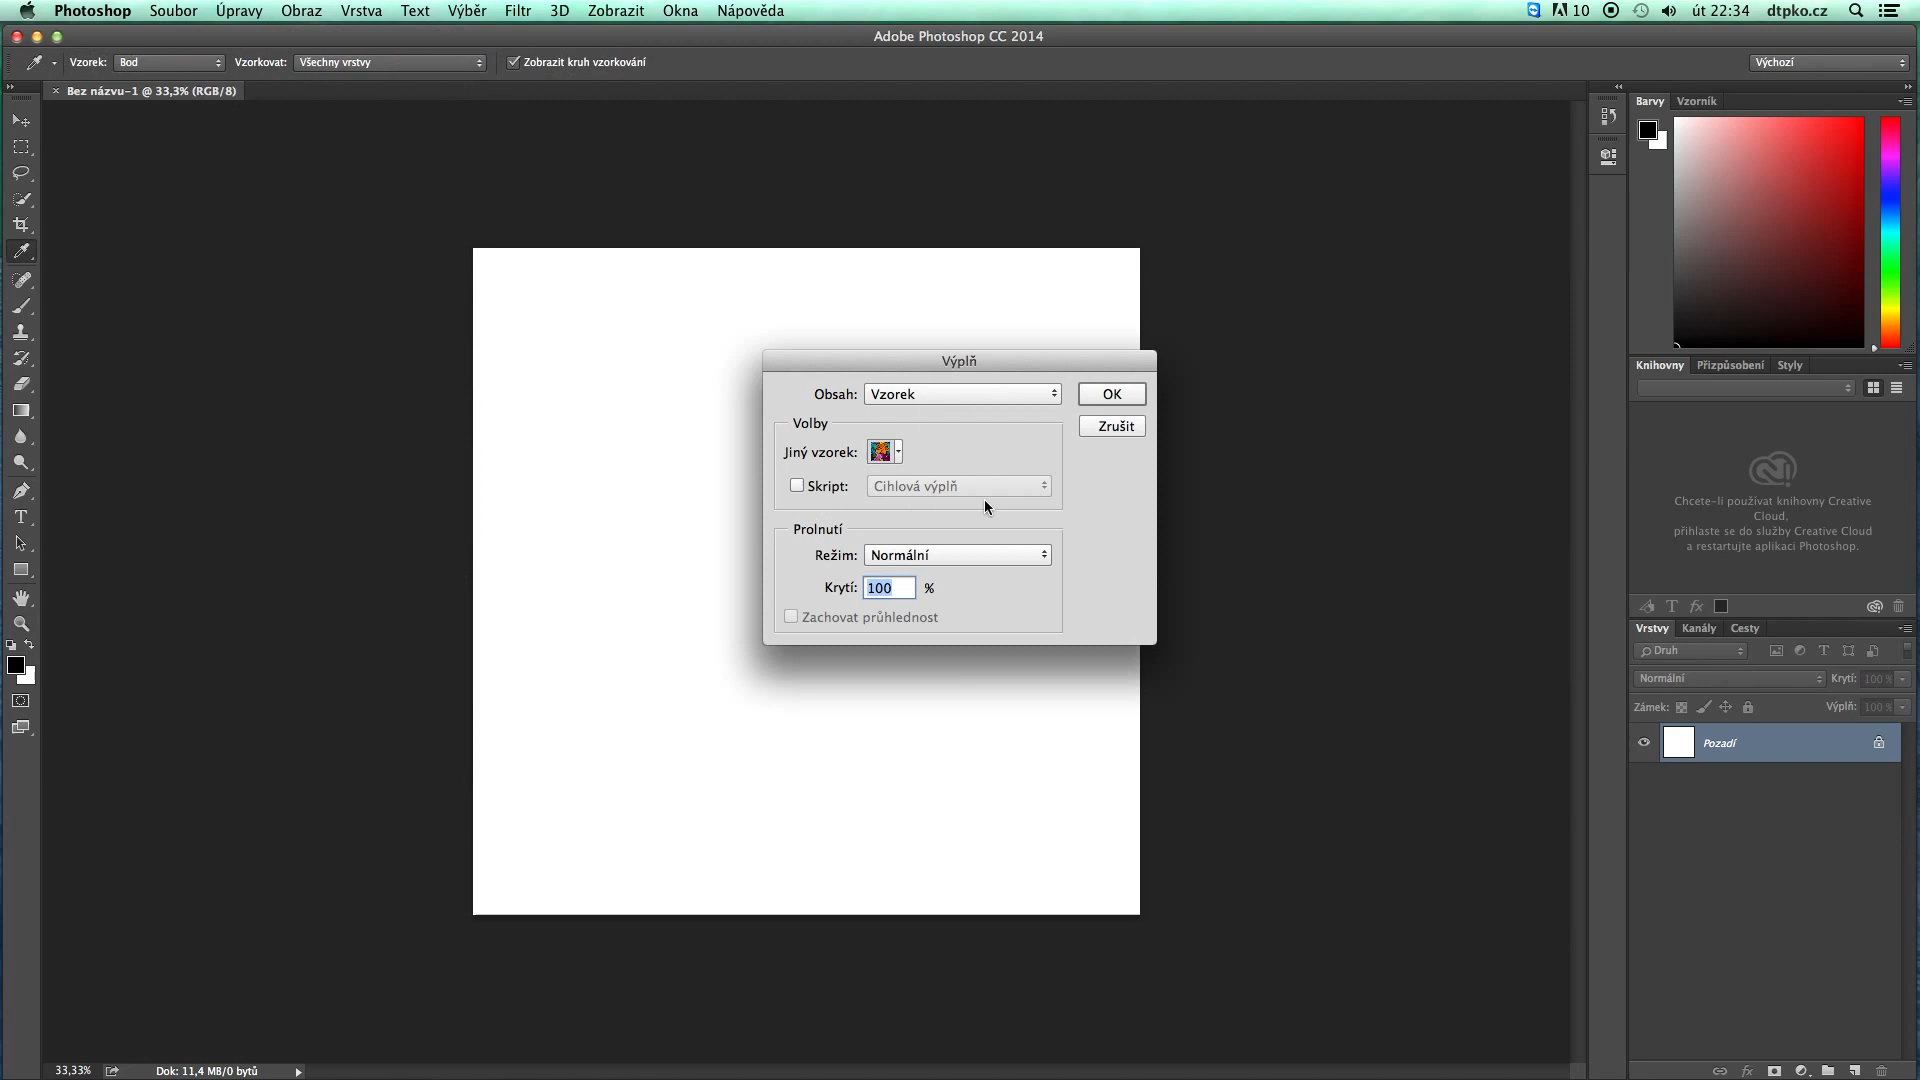 Photoshop Soubor Úpravy Obraz Vrstva Text Výběr Filtr 3D Zobrazit Okna Nápověda 10 út 22:34 dtpko.cz
Adobe Photoshop CC 2014
Vzorek: Bod Vzorkovat: Všechny vrstvy Zobrazit kruh vzorkování Výchozí
× Bez názvu-1 @ 33,3% (RGB/8)
Barvy Vzorník
Výplň
Obsah: Vzorek OK
Volby
Zrušit
Jiný vzorek:
Skript: Cihlová výplň
Prolnutí
Režim: Normální
Krytí: 100 %
Zachovat průhlednost
Knihovny Přizpůsobení Styly
Chcete-li používat knihovny Creative
Cloud,
přihlaste se do služby Creative Cloud
a restartujte aplikaci Photoshop.
Vrstvy Kanály Cesty
Druh
Normální Krytí: 100 %
Zámek: Výplň: 100 %
Pozadí
33,33% Dok: 11,4 MB/0 bytů